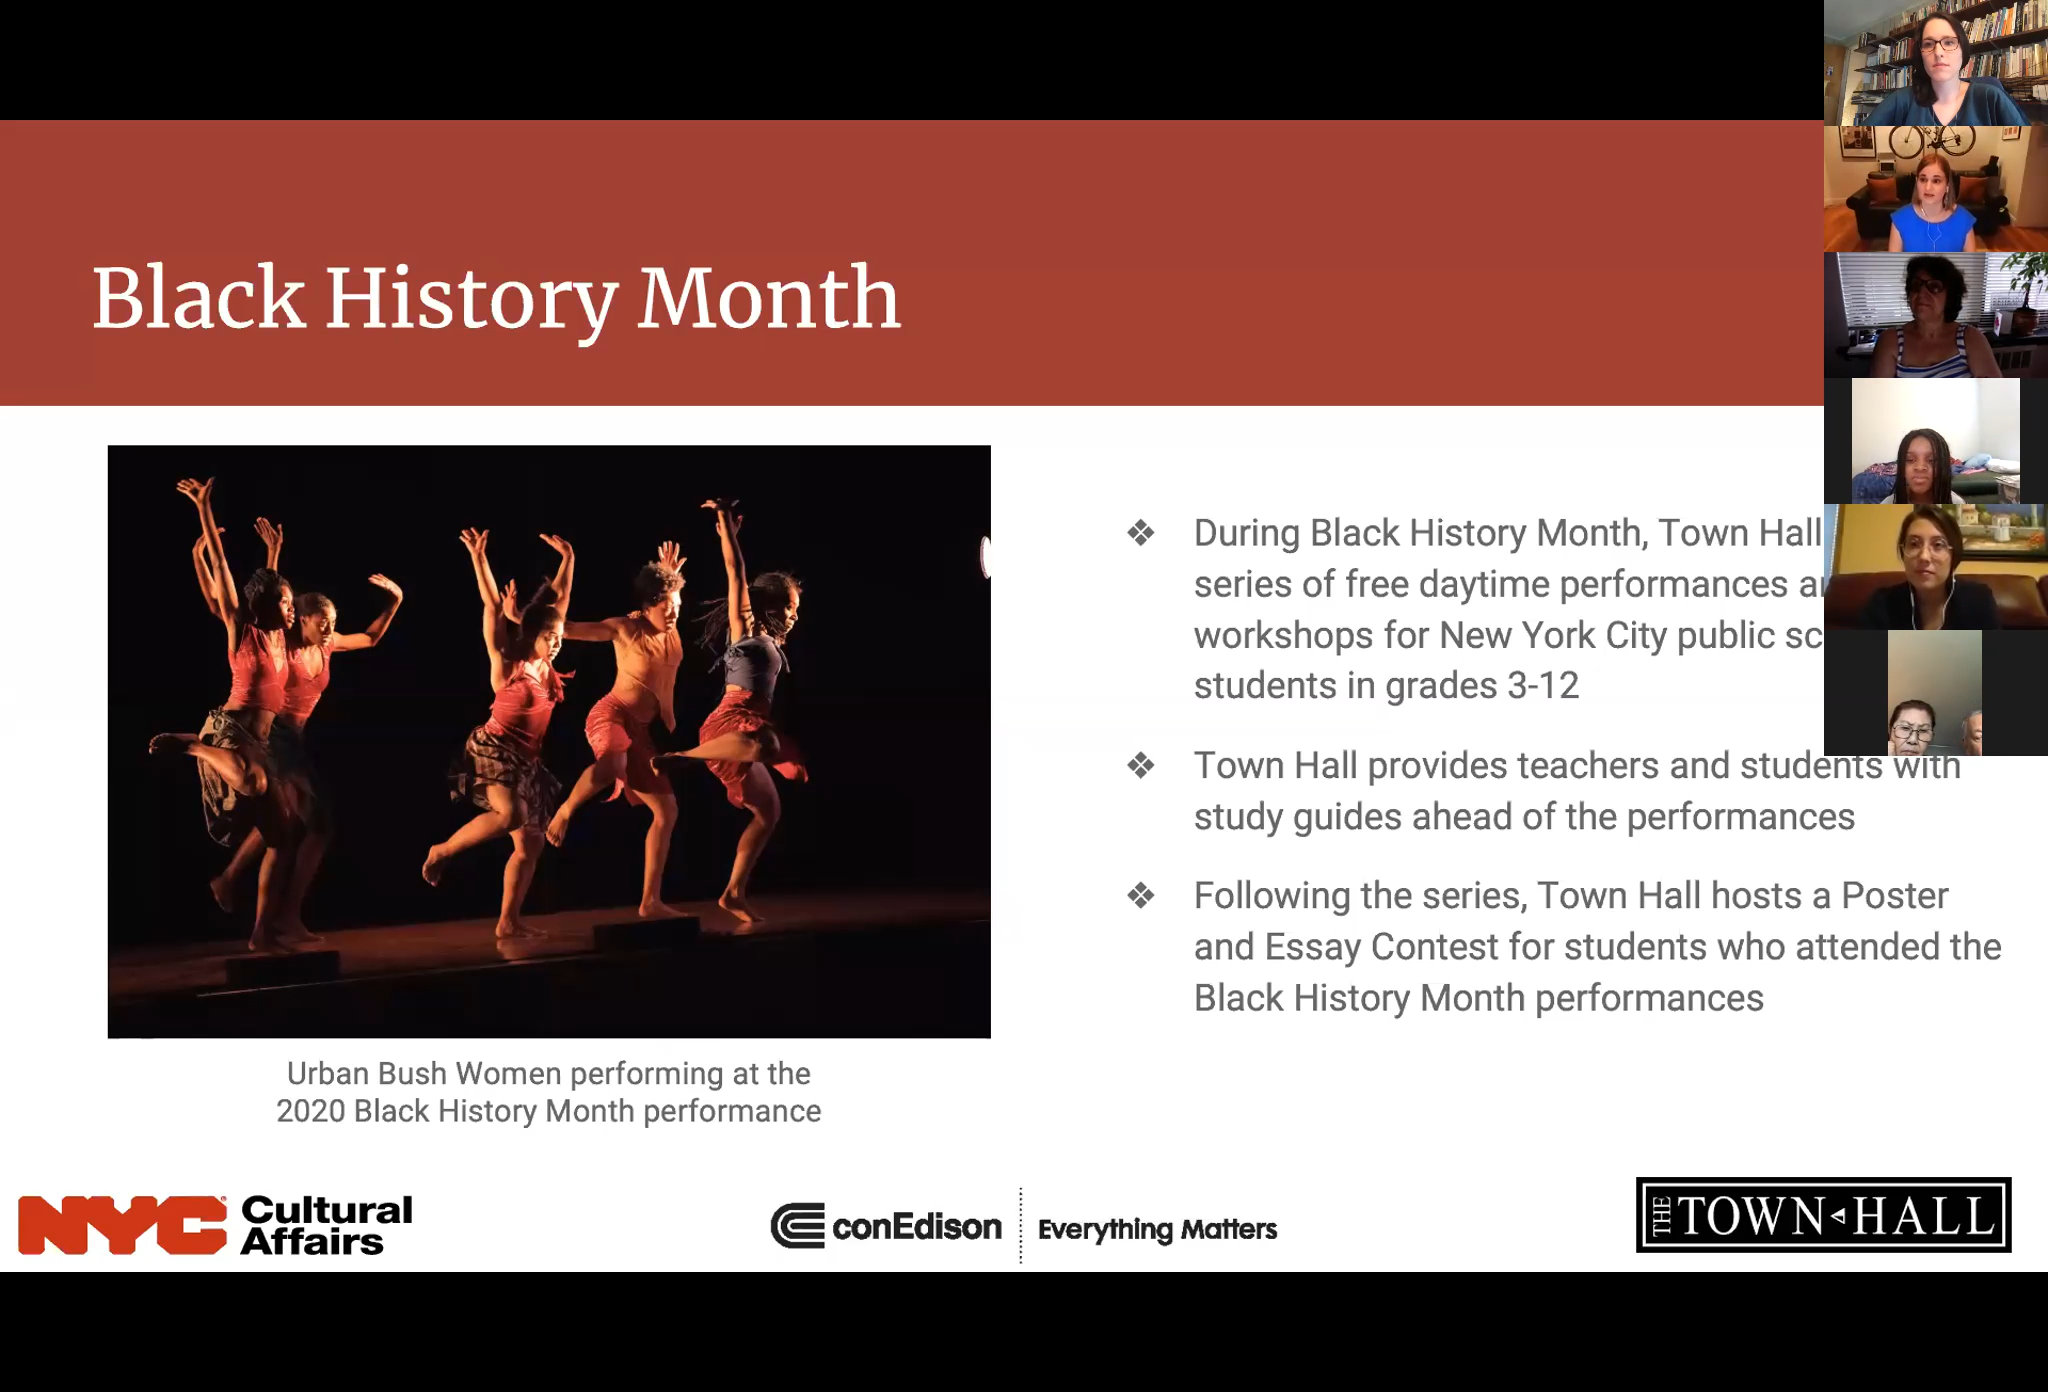 Black History Month
❖ During Black History Month, Town Hall
series of free daytime performances
workshops for New York City public
students in grades 3-12
❖ Town Hall provides teachers and students with
study guides ahead of the performances
❖ Following the series, Town Hall hosts a Poster
and Essay Contest for students who attended the
Black History Month performances
Urban Bush Women performing at the
2020 Black History Month performance
NYC® Cultural
Affairs
conEdison
Everything Matters
THE TOWN HALL